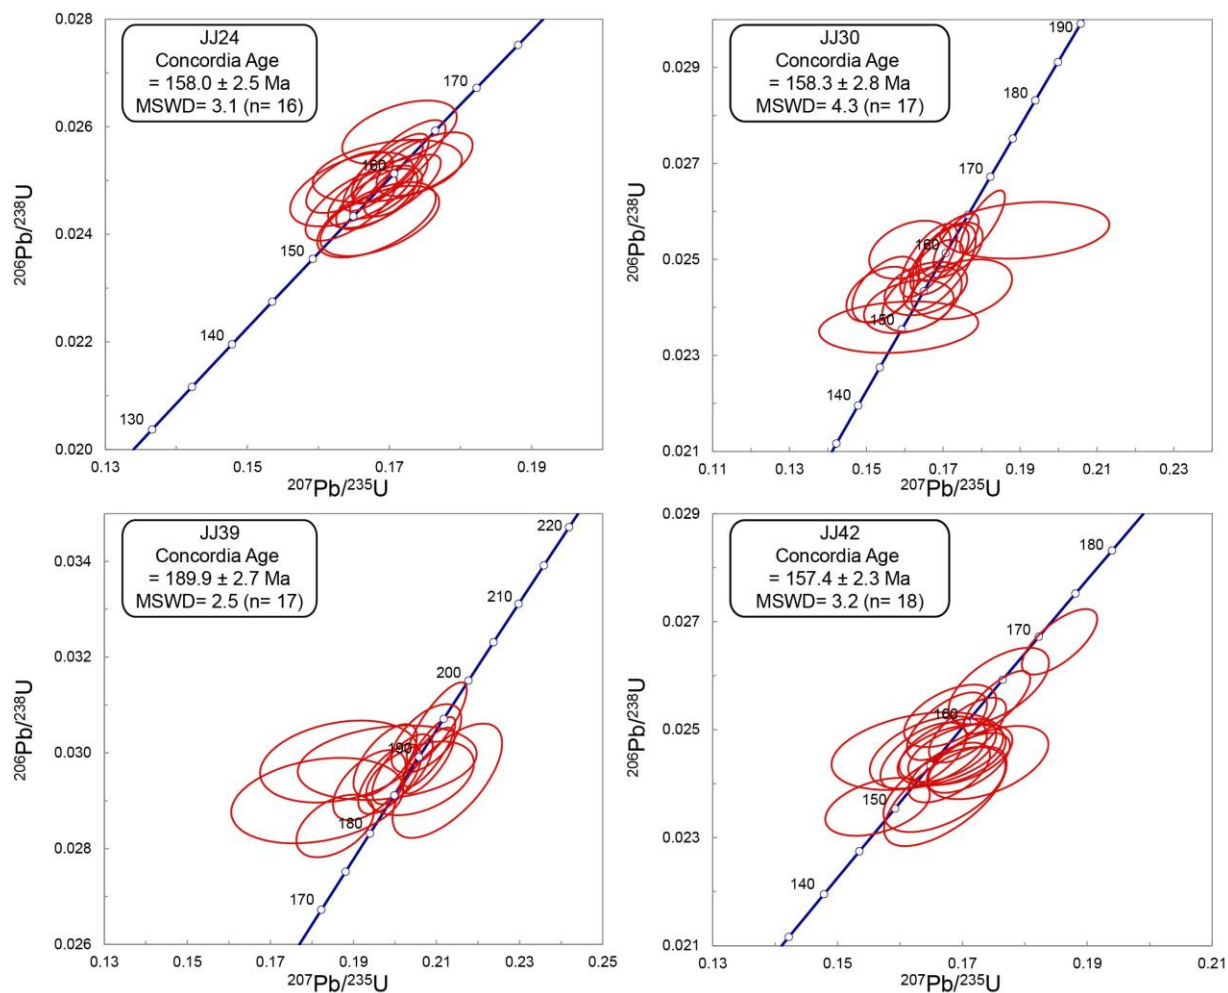 JJ24
Concordia Age
= 158.0 ± 2.5 Ma
MSWD= 3.1 (n= 16)
0.028
0.026
0.024
0.022
0.020
206Pb/238U
170
160
150
140
130
0.13
0.15
0.17
0.19
207Pb/235U
JJ30
Concordia Age
= 158.3 ± 2.8 Ma
MSWD= 4.3 (n= 17)
0.029
0.027
0.025
0.023
0.021
206Pb/238U
190
180
170
160
150
140
0.11
0.13
0.15
0.17
0.19
0.21
0.23
207Pb/235U
JJ39
Concordia Age
= 189.9 ± 2.7 Ma
MSWD= 2.5 (n= 17)
0.034
0.032
0.030
0.028
0.026
206Pb/238U
220
210
200
190
180
170
0.13
0.15
0.17
0.19
0.21
0.23
0.25
207Pb/235U
JJ42
Concordia Age
= 157.4 ± 2.3 Ma
MSWD= 3.2 (n= 18)
0.029
0.027
0.025
0.023
0.021
206Pb/238U
180
170
160
150
140
0.13
0.15
0.17
0.19
0.21
207Pb/235U